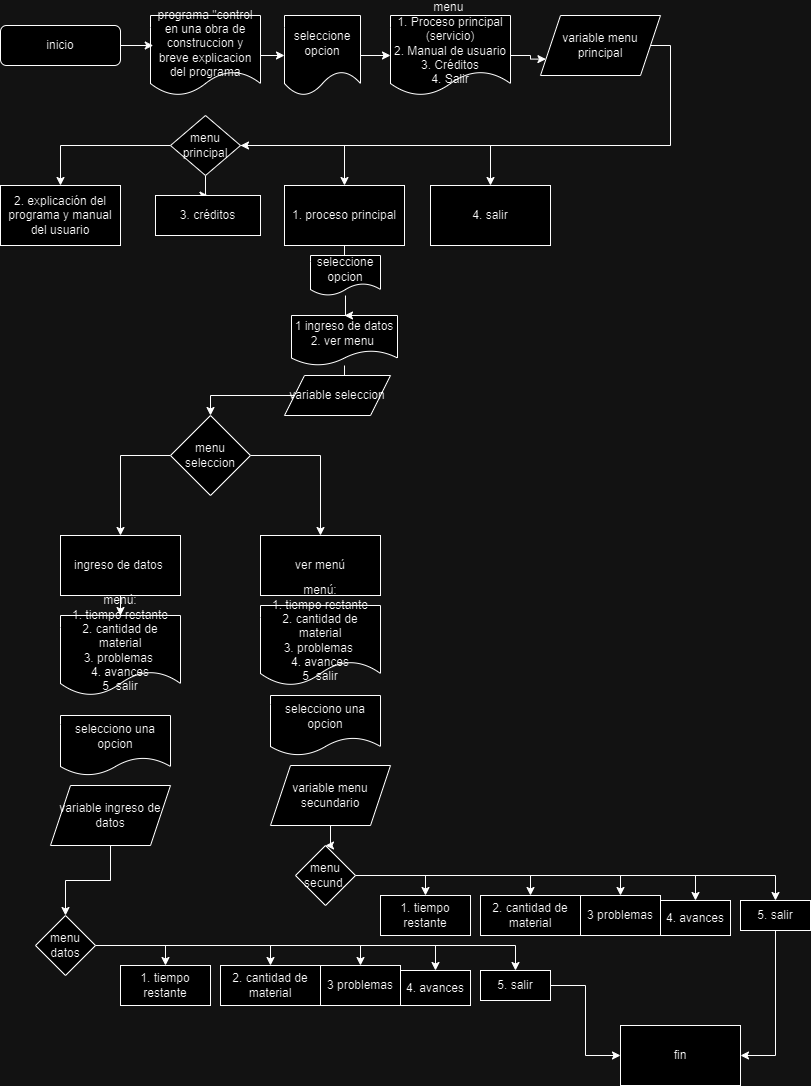 inicio
programa "control
en una obra de
construccion y
breve explicacion
del programa
seleccione
opcion
menu
1. Proceso principal
(servicio)
2. Manual de usuario
3. Créditos
4. Salir
variable menu
principal
menu
principal
2. explicación del
programa y manual
del usuario
3. créditos
1. proceso principal
4. salir
seleccione
opcion
1 ingreso de datos
2. ver menu
variable seleccion
menu
seleccion
ingreso de datos
ver menú
menú:
1. tiempo restante
2. cantidad de
material
3. problemas
4. avances
5. salir
menú:
1. tiempo restante
2. cantidad de
material
3. problemas
4. avances
5. salir
selecciono una
opcion
selecciono una
opcion
variable ingreso de
datos
variable menu
secundario
menu
secund.
1. tiempo
restante
2. cantidad de
material
3 problemas
4. avances
5. salir
menu
datos
1. tiempo
restante
2. cantidad de
material
3 problemas
4. avances
5. salir
fin